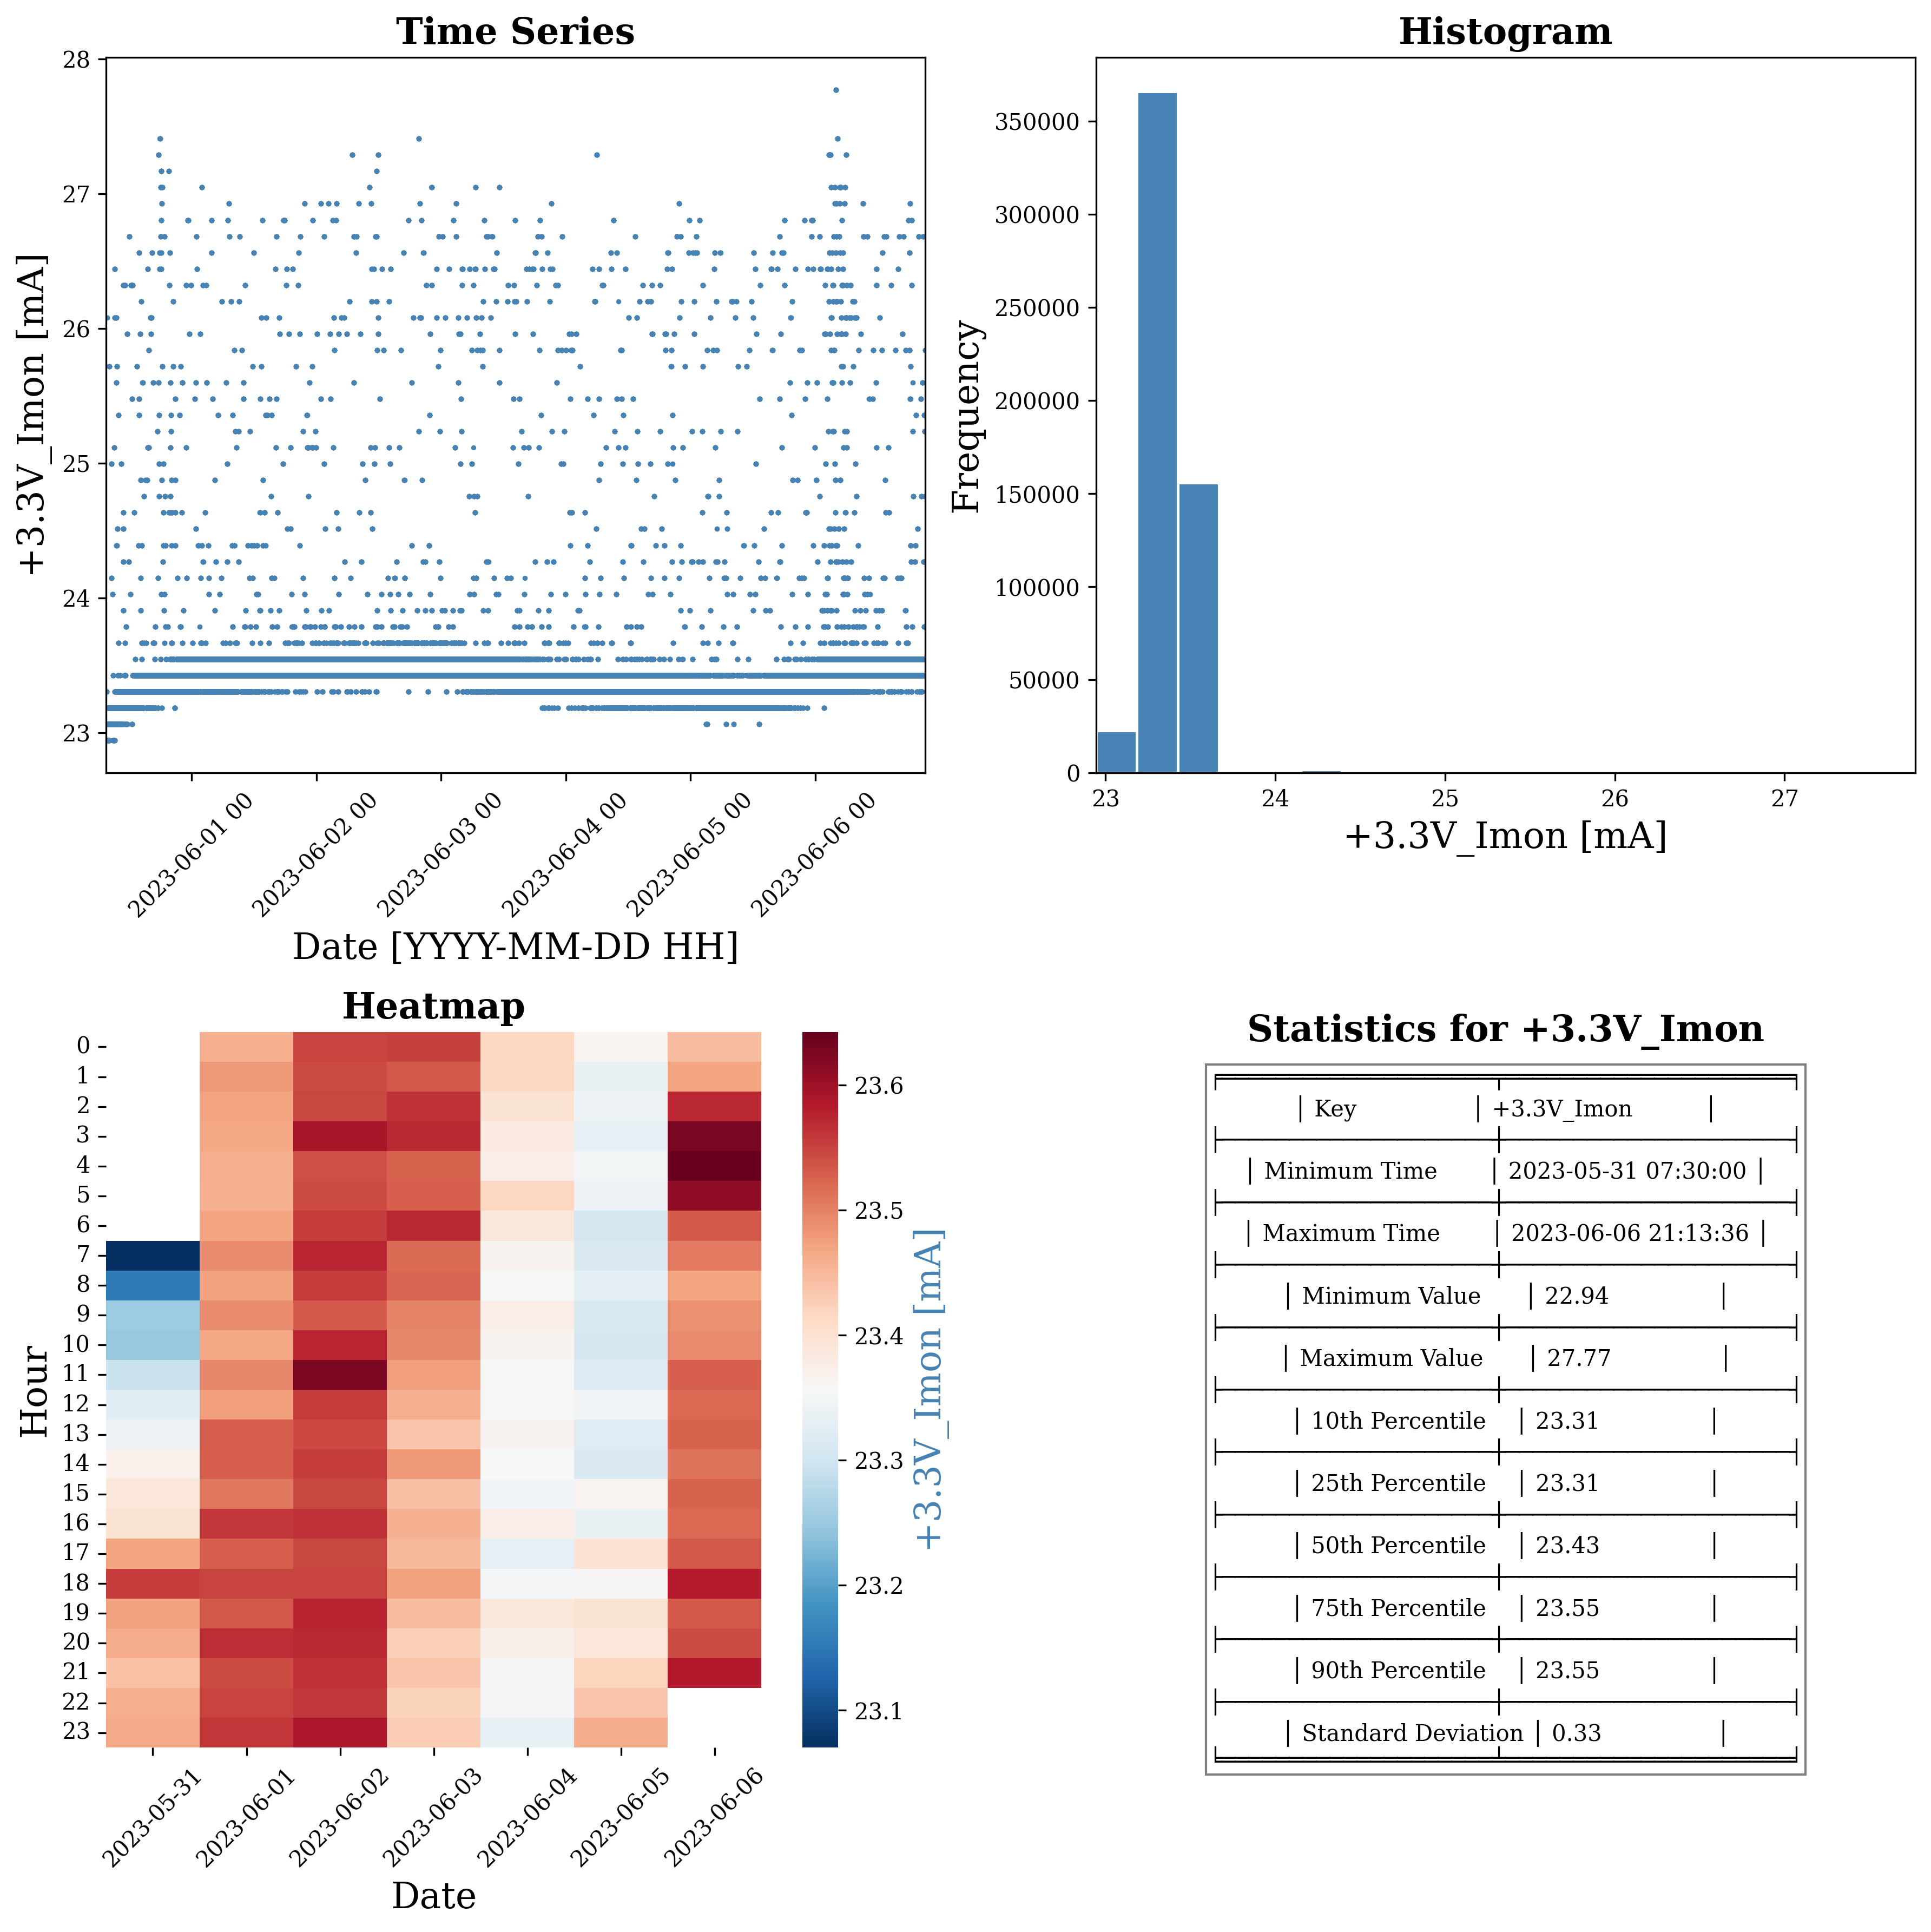 Time Series
28
27
26
25
24
23
+3.3V_Imon [mA]
2023-06-01 00
2023-06-02 00
2023-06-03 00
2023-06-04 00
2023-06-05 00
2023-06-06 00
Date [YYYY-MM-DD HH]
Histogram
350000
300000
250000
200000
150000
100000
50000
0
Frequency
23
24
25
26
27
+3.3V_Imon [mA]
Heatmap
0
1
2
3
4
5
6
7
8
9
10
11
12
13
14
15
16
17
18
19
20
21
22
23
Hour
2023-05-31
2023-06-01
2023-06-02
2023-06-03
2023-06-04
2023-06-05
2023-06-06
Date
23.6
23.5
23.4
23.3
23.2
23.1
+3.3V_Imon [mA]
Statistics for +3.3V_Imon
| Key | +3.3V_Imon |
| Minimum Time | 2023-05-31 07:30:00 |
| Maximum Time | 2023-06-06 21:13:36 |
| Minimum Value | 22.94 |
| Maximum Value | 27.77 |
| 10th Percentile | 23.31 |
| 25th Percentile | 23.31 |
| 50th Percentile | 23.43 |
| 75th Percentile | 23.55 |
| 90th Percentile | 23.55 |
| Standard Deviation | 0.33 |